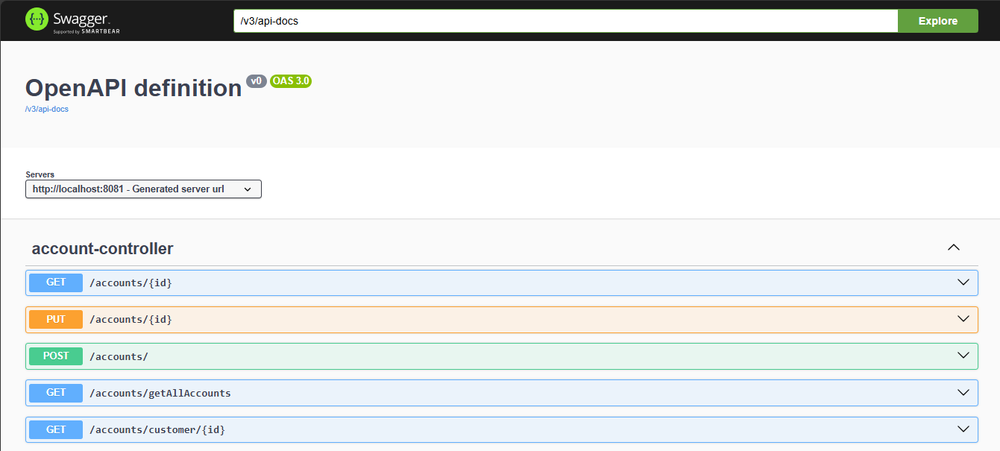 Swagger
Supported by SMARTBEAR
/v3/api-docs
Explore
OpenAPI definition v0 OAS 3.0
/v3/api-docs
Servers
http://localhost:8081 - Generated server url
account-controller
GET /accounts/{id}
PUT /accounts/{id}
POST /accounts/
GET /accounts/getAllAccounts
GET /accounts/customer/{id}